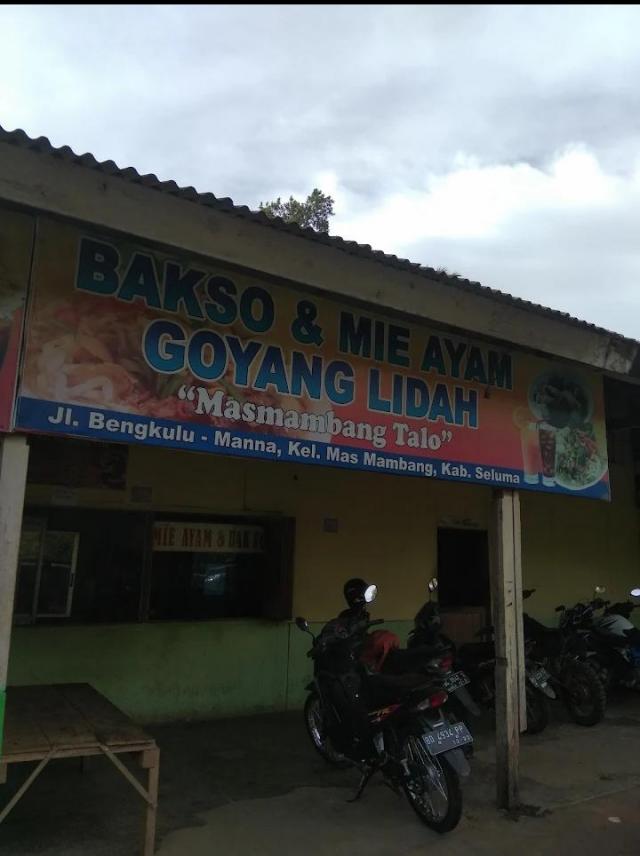 BAKSO & MIE AYAM
GOYANG LIDAH
"Masmambang Talo"
Jl. Bengkulu - Manna, Kel. Mas Mambang, Kab. Seluma
MIE AYAM &